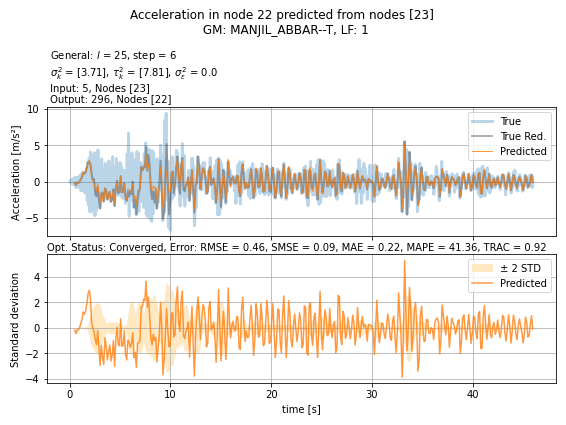 Acceleration in node 22 predicted from nodes [23]
GM: MANJIL_ABBAR--T, LF: 1
General: l = 25, step = 6
σ²ₖ = [3.71], τ²ₖ = [7.81], σ²ε = 0.0
Input: 5, Nodes [23]
Output: 296, Nodes [22]
10
5
0
−5
Acceleration [m/s²]
True
True Red.
Predicted
Opt. Status: Converged, Error: RMSE = 0.46, SMSE = 0.09, MAE = 0.22, MAPE = 41.36, TRAC = 0.92
4
2
0
−2
−4
Standard deviation
± 2 STD
Predicted
0 10 20 30 40
time [s]